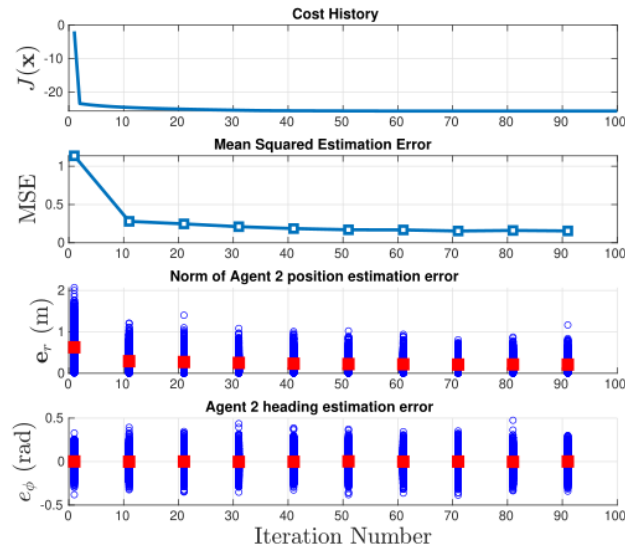 Cost History
J(x)
0
-10
-20
0 10 20 30 40 50 60 70 80 90 100
Mean Squared Estimation Error
MSE
1
0.5
0
0 10 20 30 40 50 60 70 80 90 100
Norm of Agent 2 position estimation error
e_r (m)
2
1
0
0 10 20 30 40 50 60 70 80 90 100
Agent 2 heading estimation error
e_ϕ (rad)
0.5
0
-0.5
0 10 20 30 40 50 60 70 80 90 100
Iteration Number